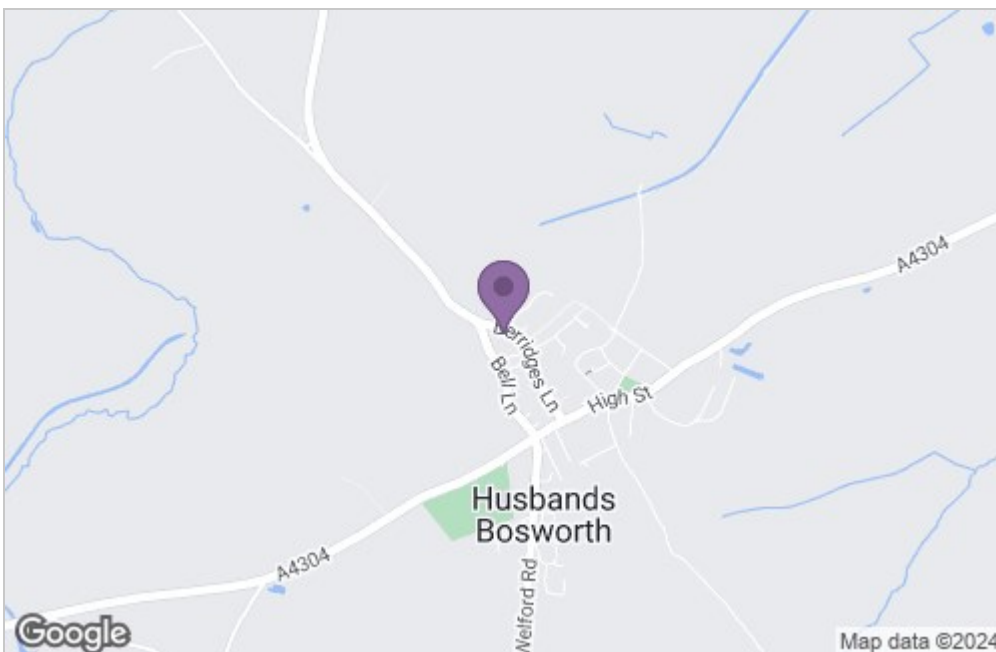 A4304
Berridges Ln
Bell Ln
High St
Husbands
Bosworth
A4304
Welford Rd
Google
Map data ©2024